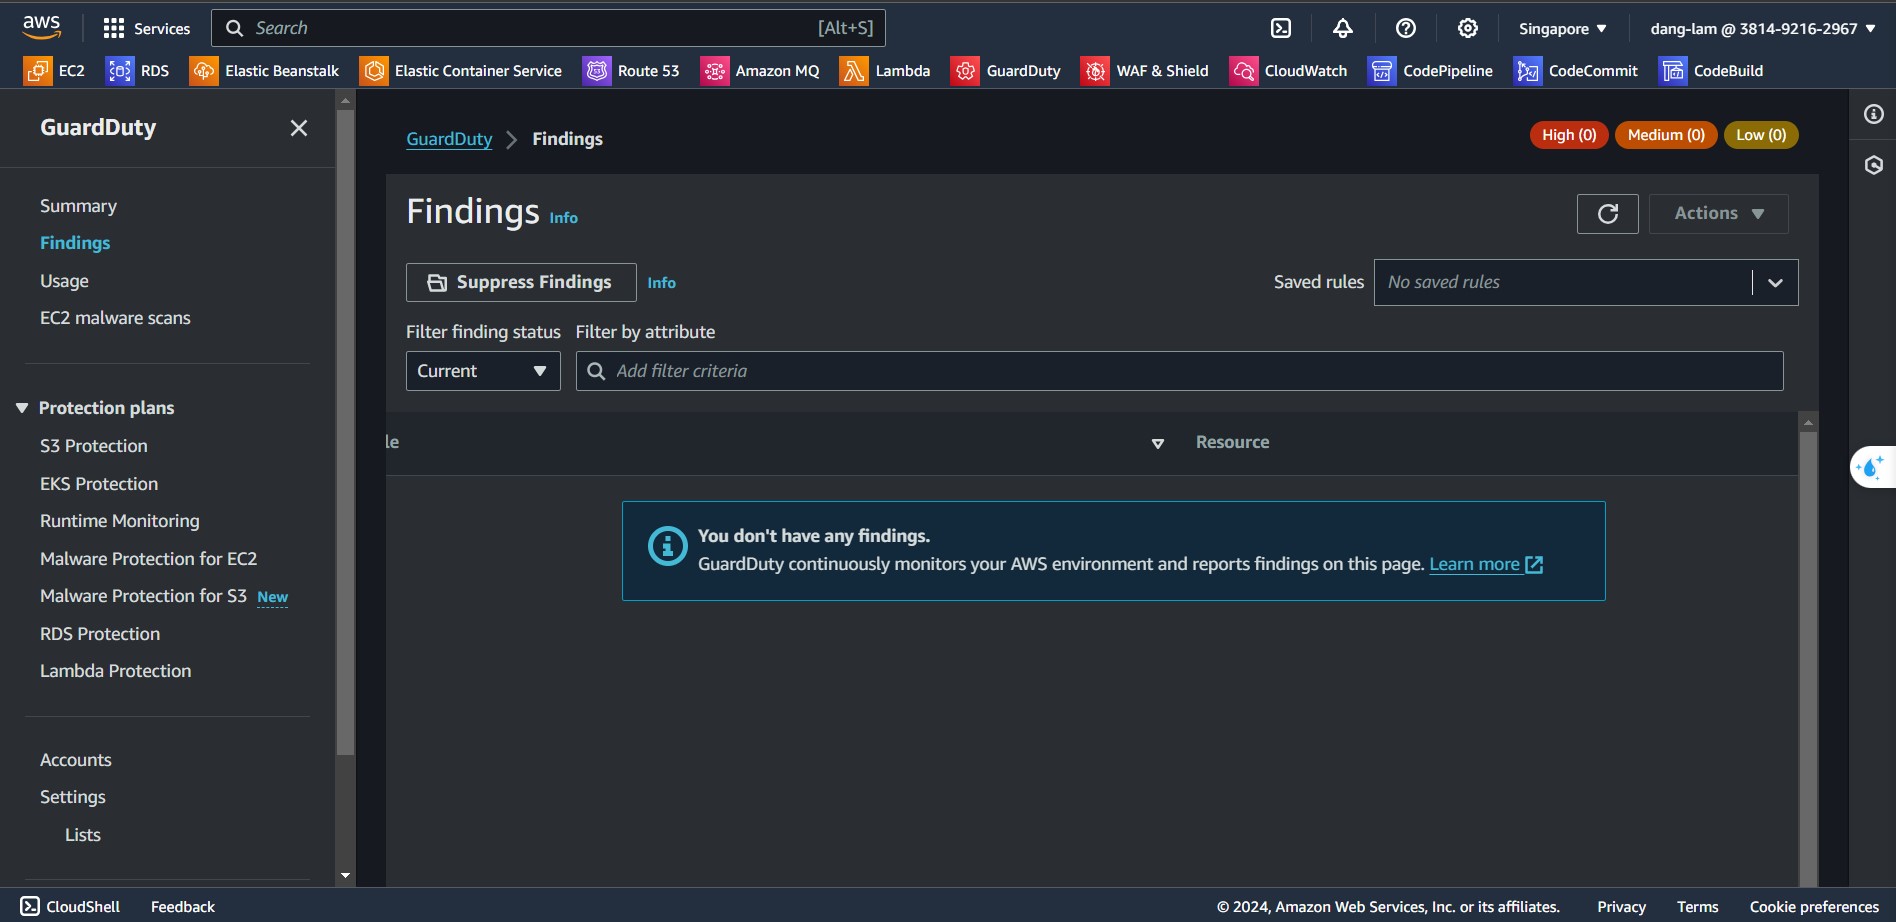 aws
Services
Search
[Alt+S]
Singapore
dang-lam @ 3814-9216-2967
EC2
RDS
Elastic Beanstalk
Elastic Container Service
Route 53
Amazon MQ
Lambda
GuardDuty
WAF & Shield
CloudWatch
CodePipeline
CodeCommit
CodeBuild
GuardDuty
Summary
Findings
Usage
EC2 malware scans
Protection plans
S3 Protection
EKS Protection
Runtime Monitoring
Malware Protection for EC2
Malware Protection for S3 New
RDS Protection
Lambda Protection
Accounts
Settings
Lists
GuardDuty
Findings
High (0)
Medium (0)
Low (0)
Findings Info
Actions
Suppress Findings
Info
Saved rules
No saved rules
Filter finding status
Filter by attribute
Current
Add filter criteria
le
Resource
You don't have any findings.
GuardDuty continuously monitors your AWS environment and reports findings on this page. Learn more
CloudShell
Feedback
© 2024, Amazon Web Services, Inc. or its affiliates.
Privacy
Terms
Cookie preferences